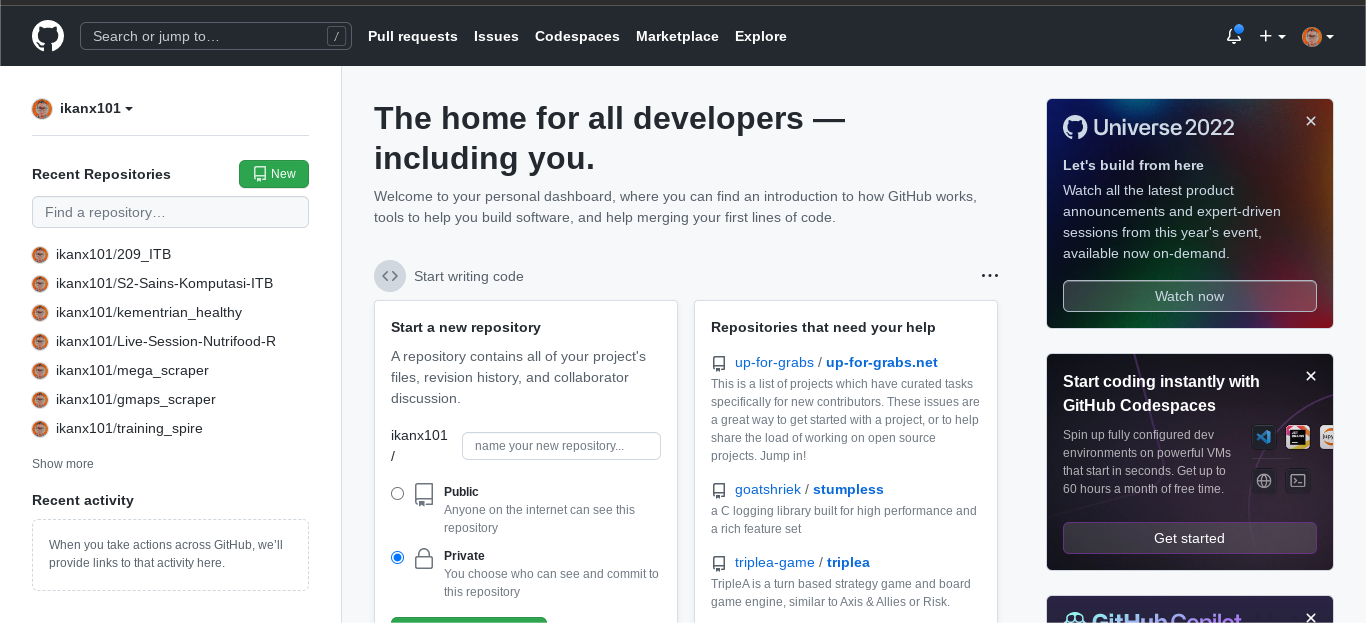 Search or jump to…
/
Pull requests
Issues
Codespaces
Marketplace
Explore
ikanx101
Recent Repositories
New
Find a repository…
ikanx101/209_ITB
ikanx101/S2-Sains-Komputasi-ITB
ikanx101/kementrian_healthy
ikanx101/Live-Session-Nutrifood-R
ikanx101/mega_scraper
ikanx101/gmaps_scraper
ikanx101/training_spire
Show more
Recent activity
When you take actions across GitHub, we'll
provide links to that activity here.
The home for all developers —
including you.
Welcome to your personal dashboard, where you can find an introduction to how GitHub works,
tools to help you build software, and help merging your first lines of code.
Start writing code
Start a new repository
A repository contains all of your project's
files, revision history, and collaborator
discussion.
ikanx101
/
name your new repository...
Public
Anyone on the internet can see this
repository
Private
You choose who can see and commit to
this repository
Repositories that need your help
up-for-grabs / up-for-grabs.net
This is a list of projects which have curated tasks
specifically for new contributors. These issues are
a great way to get started with a project, or to help
share the load of working on open source
projects. Jump in!
goatshriek / stumpless
a C logging library built for high performance and
a rich feature set
triplea-game / triplea
TripleA is a turn based strategy game and board
game engine, similar to Axis & Allies or Risk.
Universe 2022
Let's build from here
Watch all the latest product
announcements and expert-driven
sessions from this year's event,
available now on-demand.
Watch now
Start coding instantly with
GitHub Codespaces
Spin up fully configured dev
environments on powerful VMs
that start in seconds. Get up to
60 hours a month of free time.
Get started
GitHub Copilot